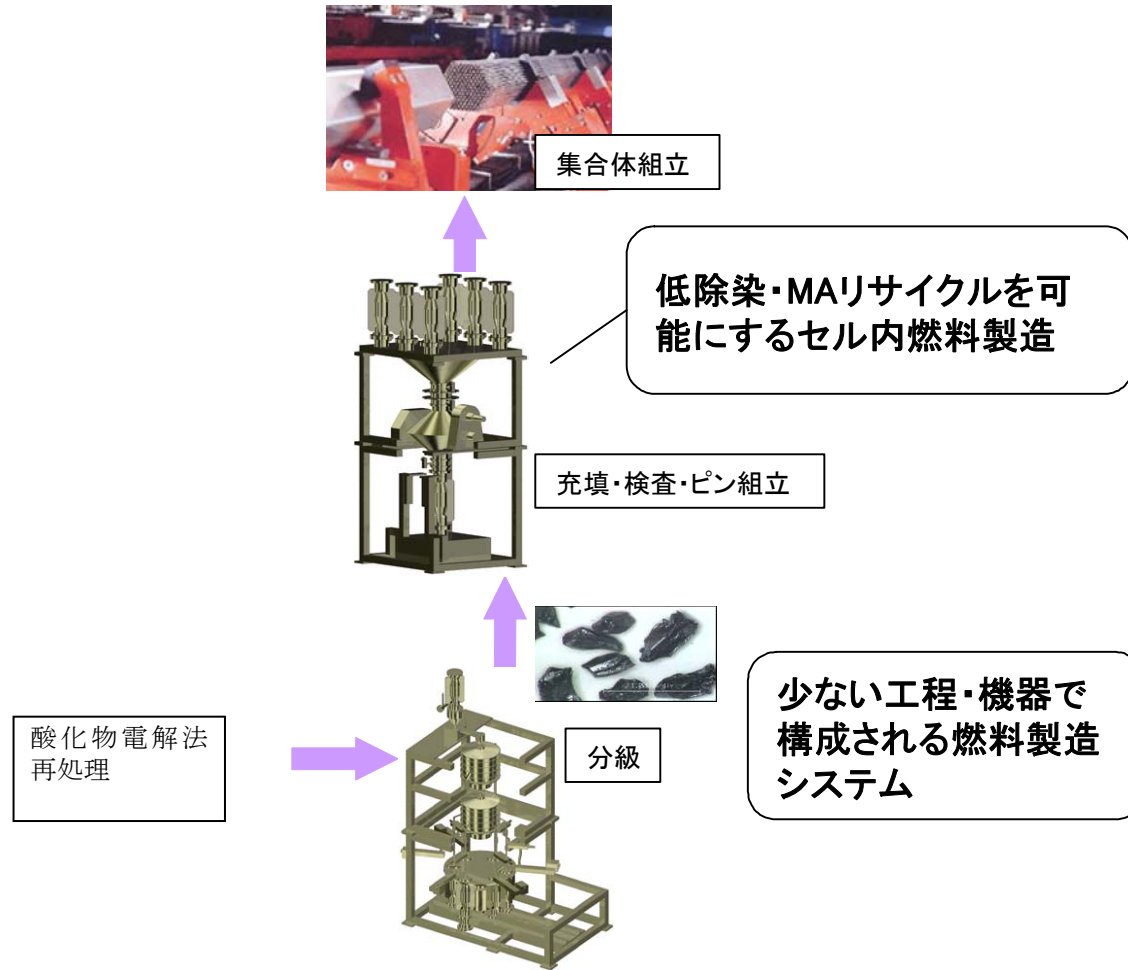 集合体組立
低除染・MAリサイクルを可
能にするセル内燃料製造
充填・検査・ピン組立
少ない工程・機器で
構成される燃料製造
システム
分級
酸化物電解法
再処理